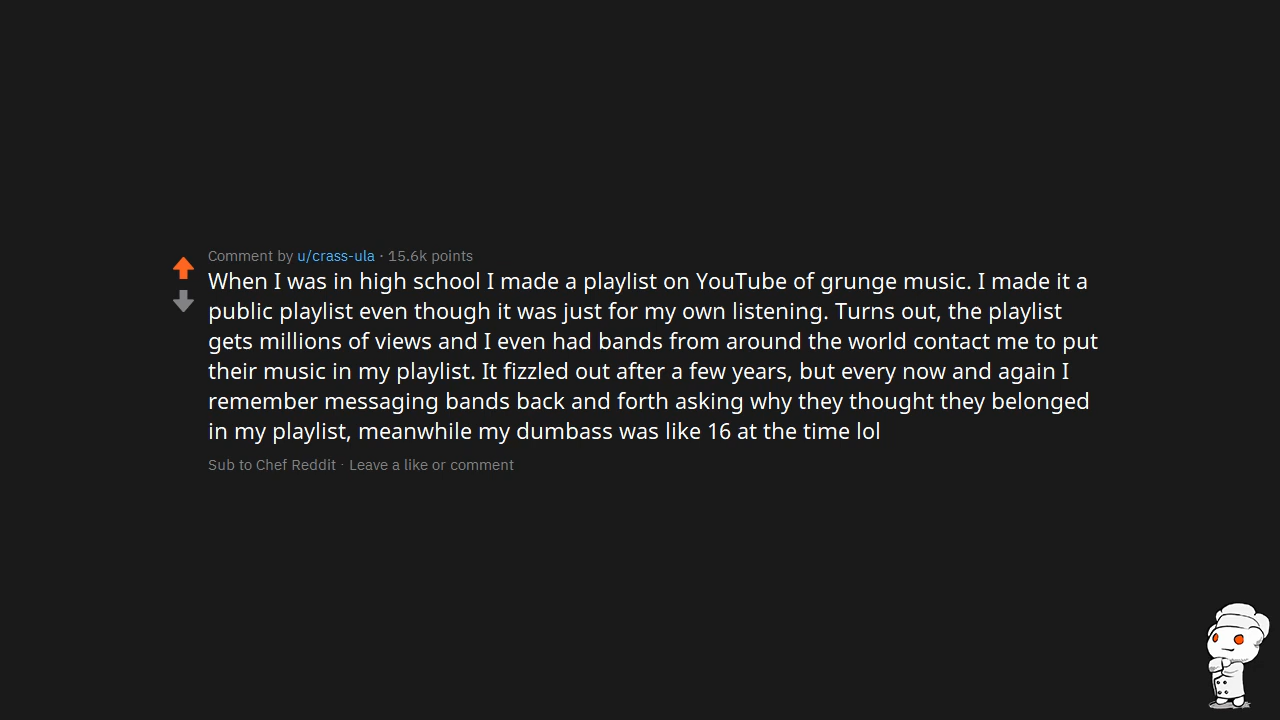 Comment by u/crass-ula · 15.6k points
When I was in high school I made a playlist on YouTube of grunge music. I made it a
public playlist even though it was just for my own listening. Turns out, the playlist
gets millions of views and I even had bands from around the world contact me to put
their music in my playlist. It fizzled out after a few years, but every now and again I
remember messaging bands back and forth asking why they thought they belonged
in my playlist, meanwhile my dumbass was like 16 at the time lol
Sub to Chef Reddit · Leave a like or comment